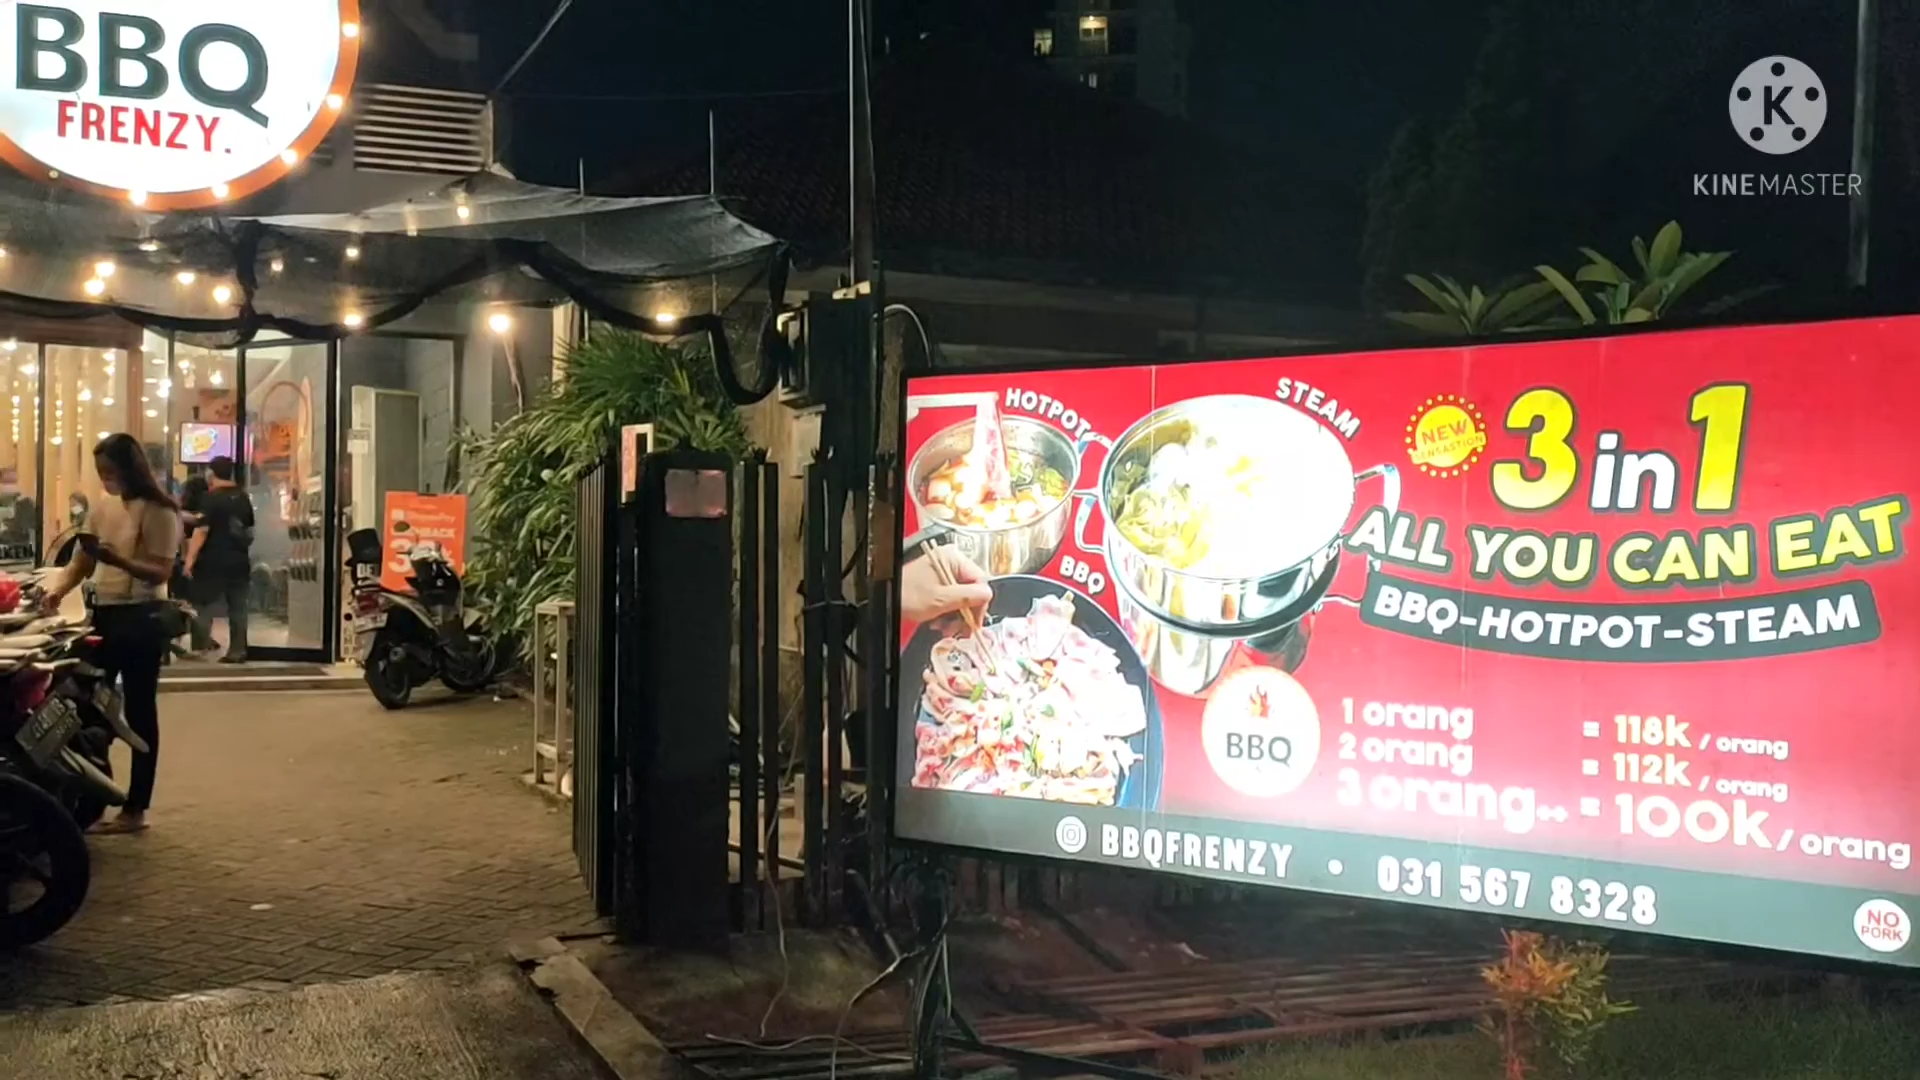 BBQ
FRENZY.
KINEMASTER
HOTPOT
STEAM
BBQ
NEW
3 in 1
ALL YOU CAN EAT
BBQ-HOTPOT-STEAM
BBQ
1 orang = 118k / orang
2 orang = 112k / orang
3 orang++ = 100k / orang
BBQFRENZY • 031 567 8328
NO
PORK